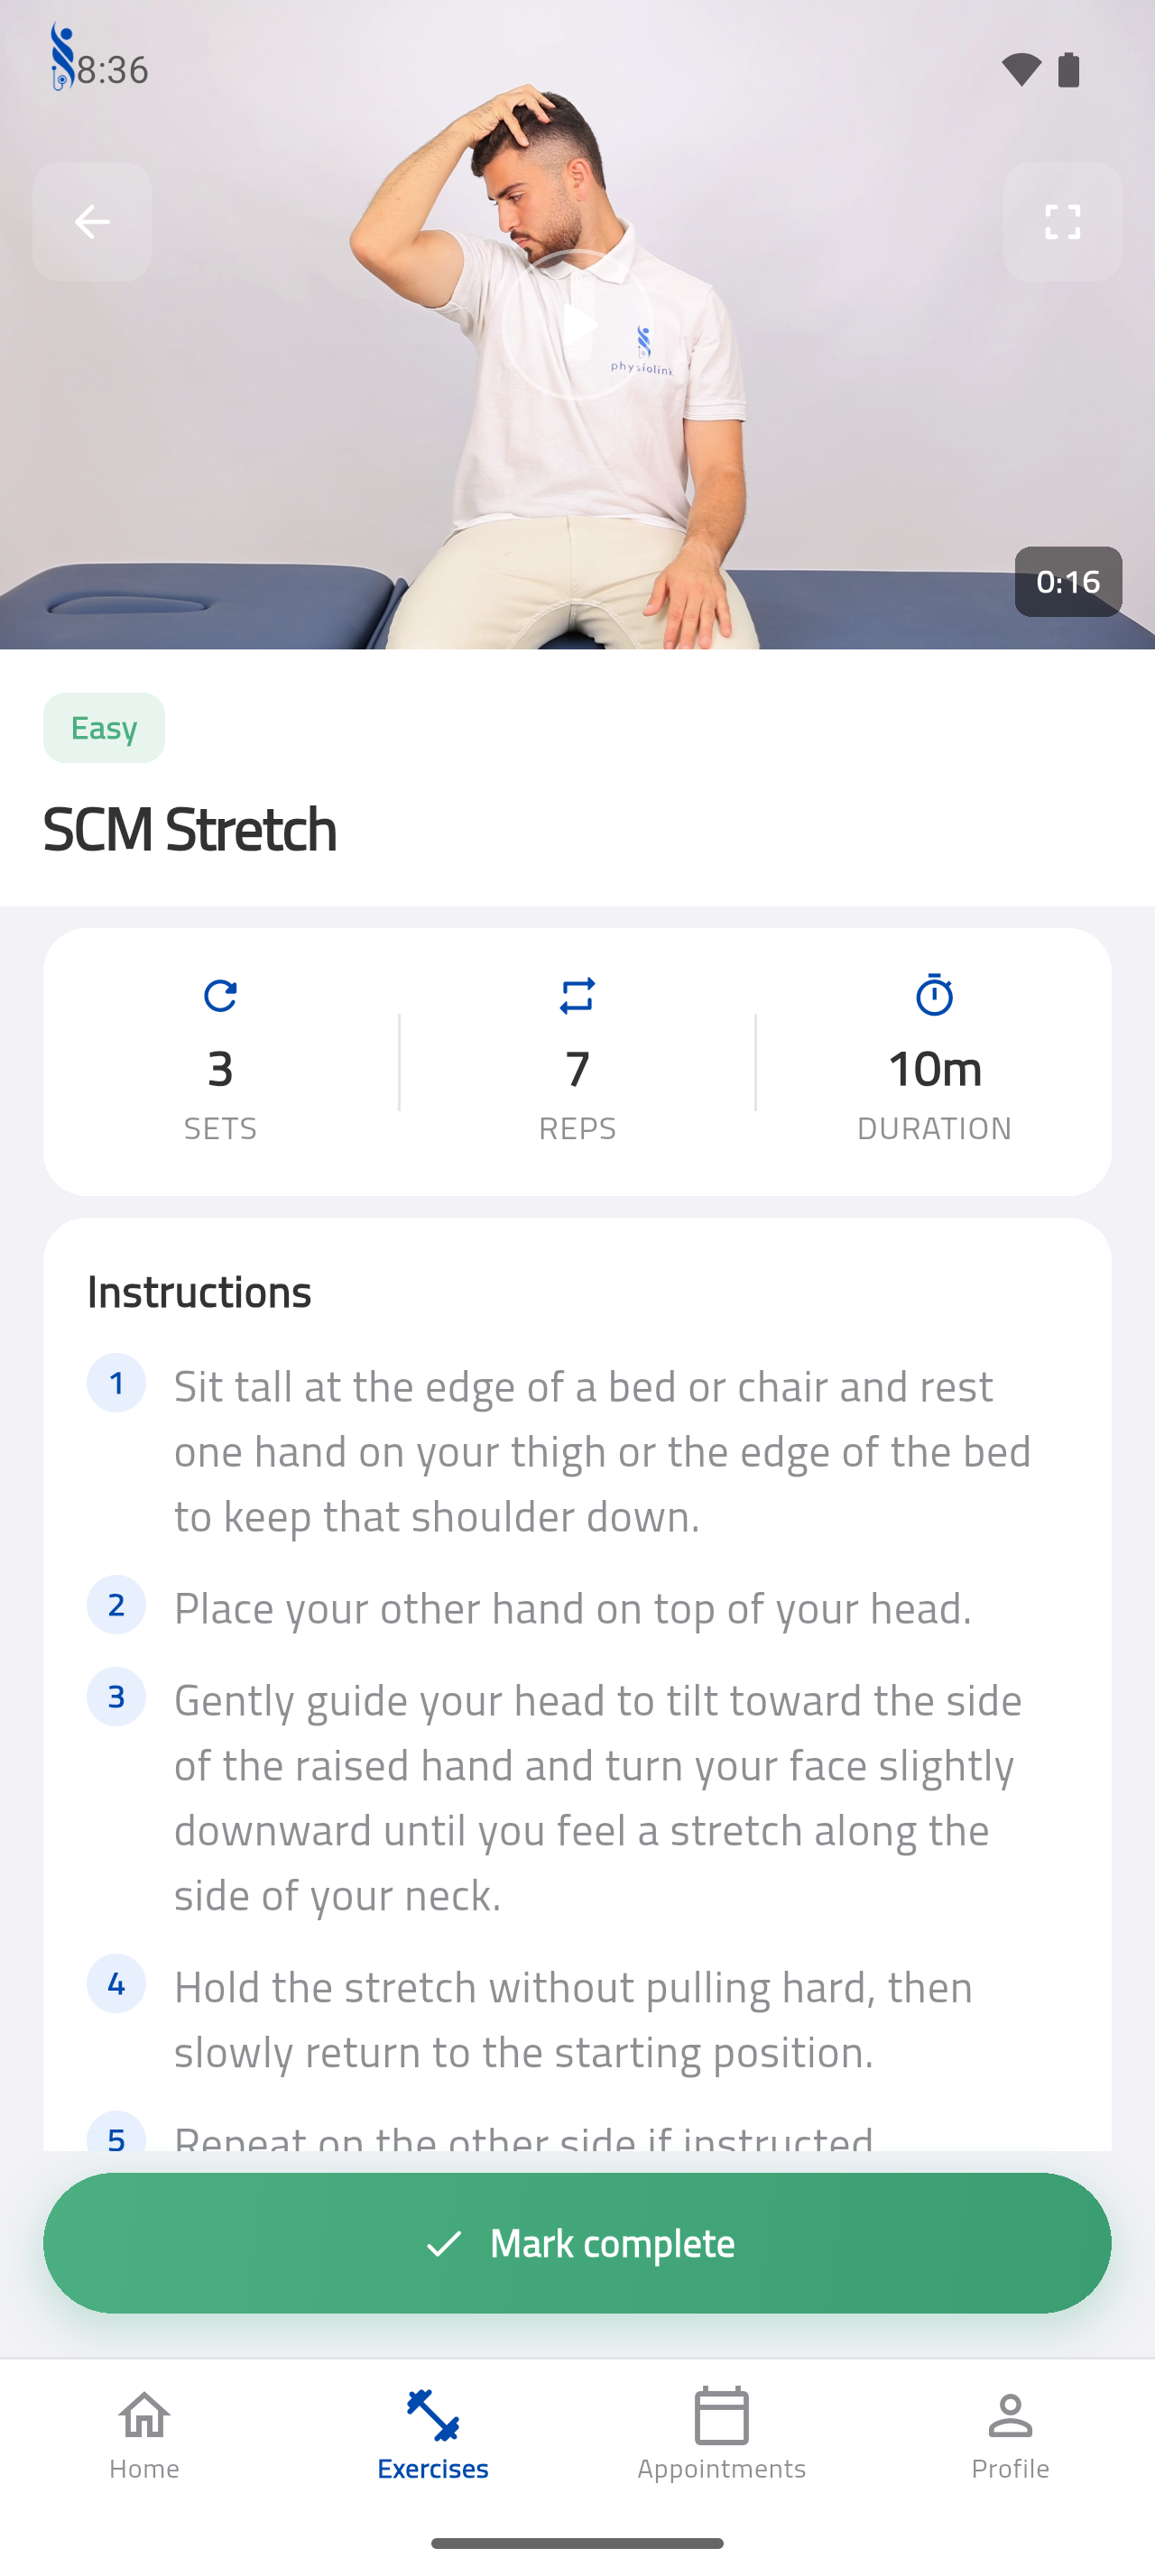 8:36
physiolink
0:16
Easy
SCM Stretch
3
SETS
7
REPS
10m
DURATION
Instructions
1
Sit tall at the edge of a bed or chair and rest
one hand on your thigh or the edge of the bed
to keep that shoulder down.
2
Place your other hand on top of your head.
3
Gently guide your head to tilt toward the side
of the raised hand and turn your face slightly
downward until you feel a stretch along the
side of your neck.
4
Hold the stretch without pulling hard, then
slowly return to the starting position.
5
Repeat on the other side if instructed
Mark complete
Home
Exercises
Appointments
Profile